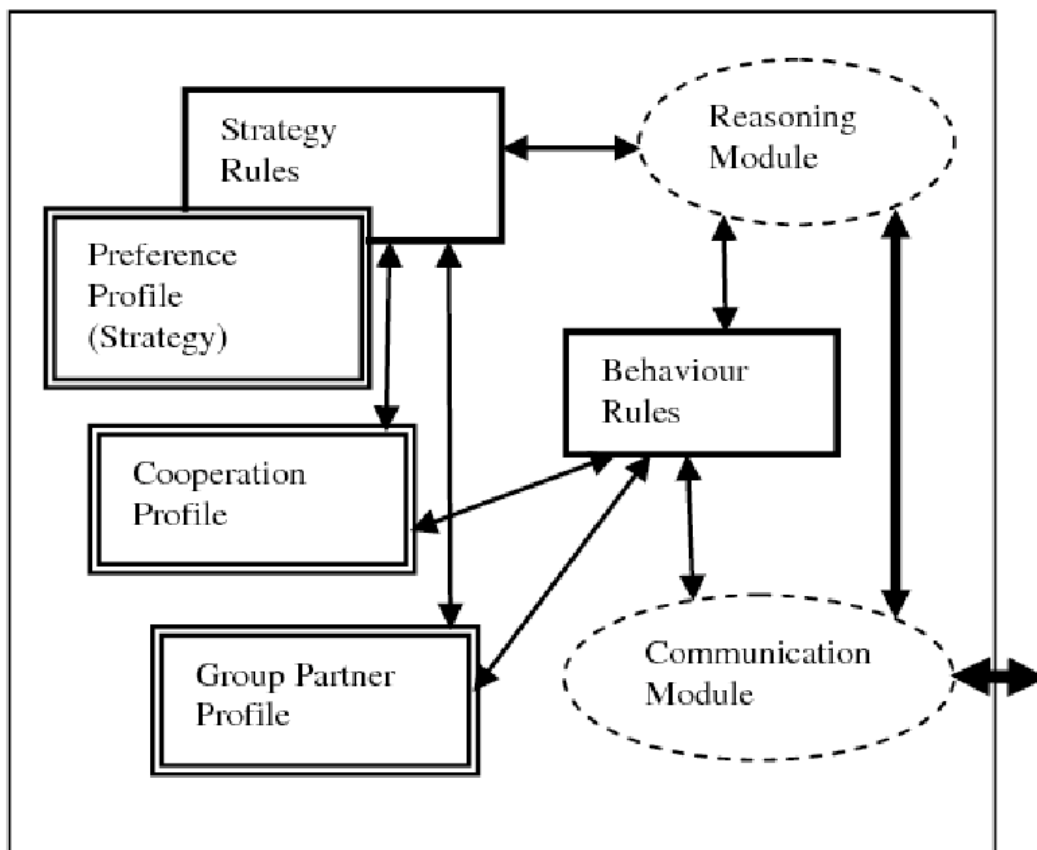 Strategy
Rules
Reasoning
Module
Preference
Profile
(Strategy)
Behaviour
Rules
Cooperation
Profile
Group Partner
Profile
Communication
Module